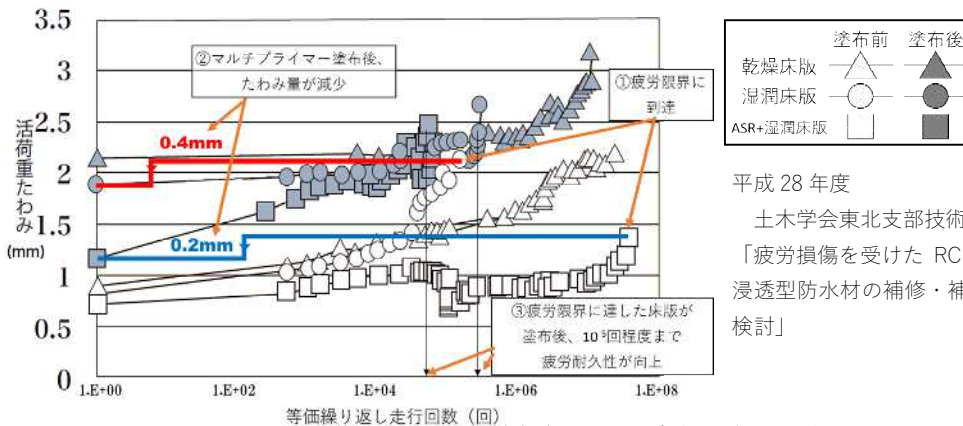 活荷重たわみ
(mm)
3.5
3
2.5
2
1.5
1
0.5
0
②マルチプライマー塗布後、
たわみ量が減少
①疲労限界に
到達
0.4mm
0.2mm
③疲労限界に達した床版が
塗布後、10⁵回程度まで
疲労耐久性が向上
1.E+00
1.E+02
1.E+04
1.E+06
1.E+08
等価繰り返し走行回数（回）
塗布前 塗布後
乾燥床版
湿潤床版
ASR+湿潤床版
平成 28 年度
土木学会東北支部技術
「疲労損傷を受けた RC
浸透型防水材の補修・補
検討」